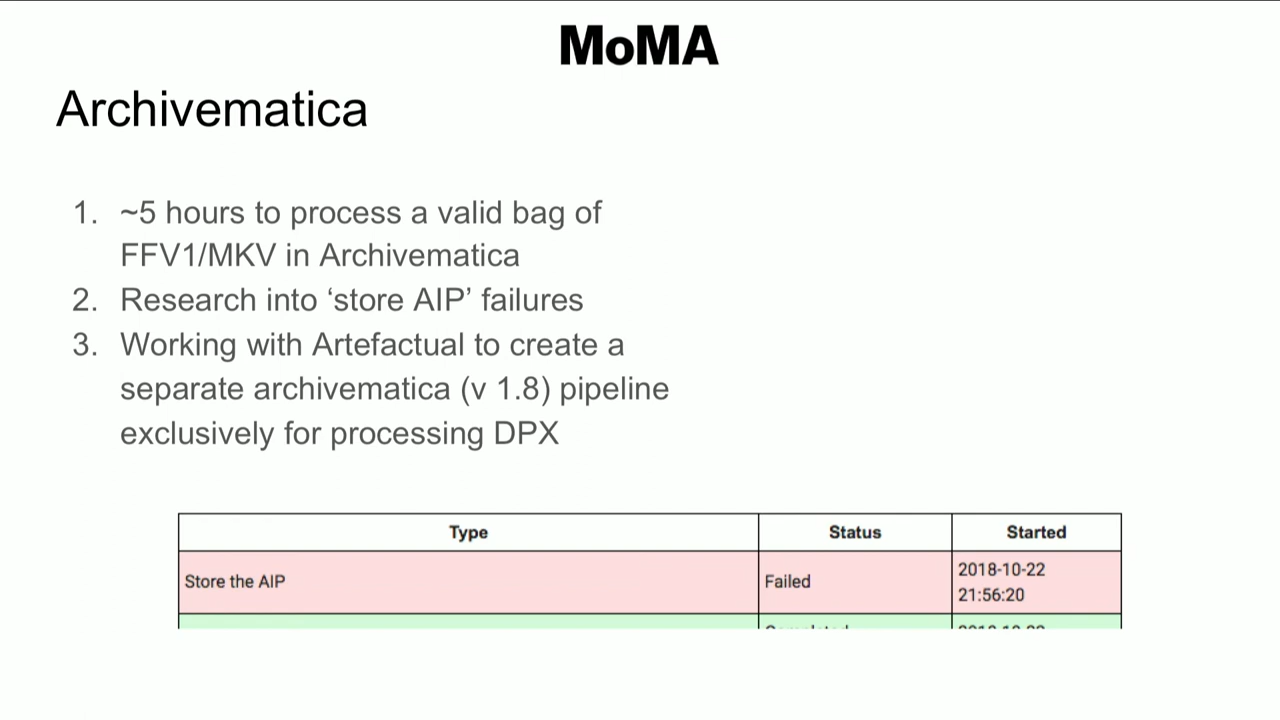 MoMA
Archivematica
1. ~5 hours to process a valid bag of
FFV1/MKV in Archivematica
2. Research into ‘store AIP’ failures
3. Working with Artefactual to create a
separate archivematica (v 1.8) pipeline
exclusively for processing DPX
Type Status Started
Store the AIP Failed 2018-10-22
21:56:20